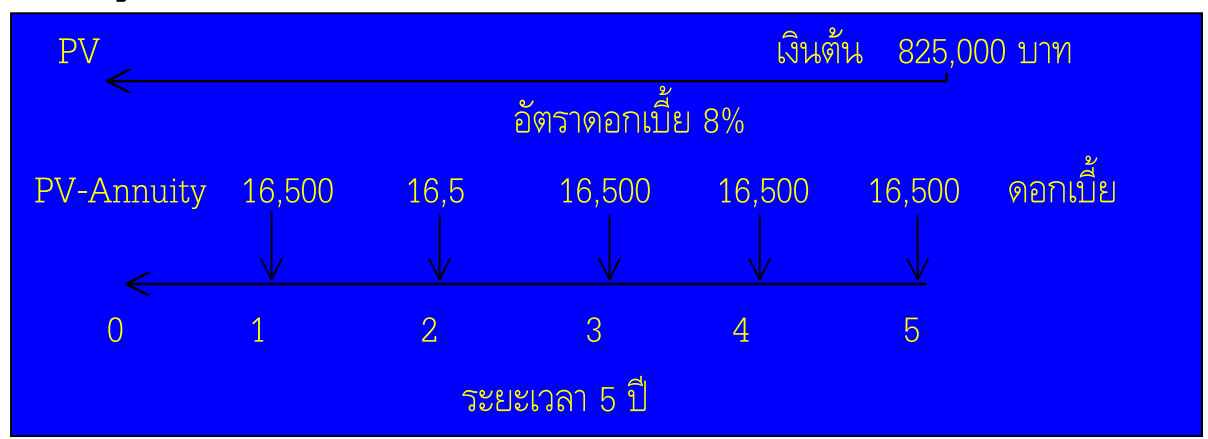 PV เงินต้น 825,000 บาท
อัตราดอกเบี้ย 8%
PV-Annuity 16,500 16,5 16,500 16,500 16,500 ดอกเบี้ย
0 1 2 3 4 5
ระยะเวลา 5 ปี